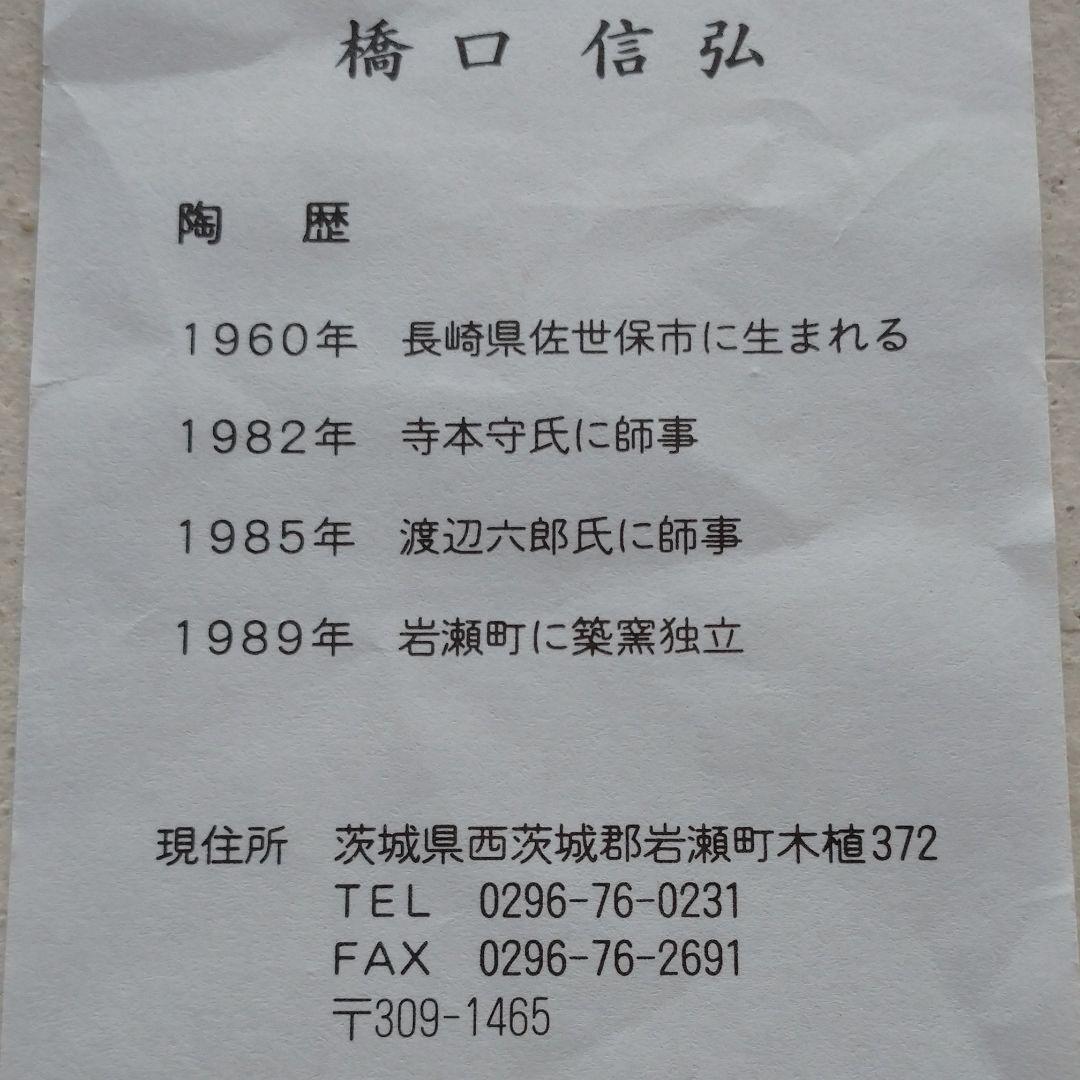 橋口 信弘
陶 歴
1960年 長崎県佐世保市に生まれる
1982年 寺本守氏に師事
1985年 渡辺六郎氏に師事
1989年 岩瀬町に築窯独立
現住所 茨城県西茨城郡岩瀬町木植372
TEL 0296-76-0231
FAX 0296-76-2691
〒309-1465